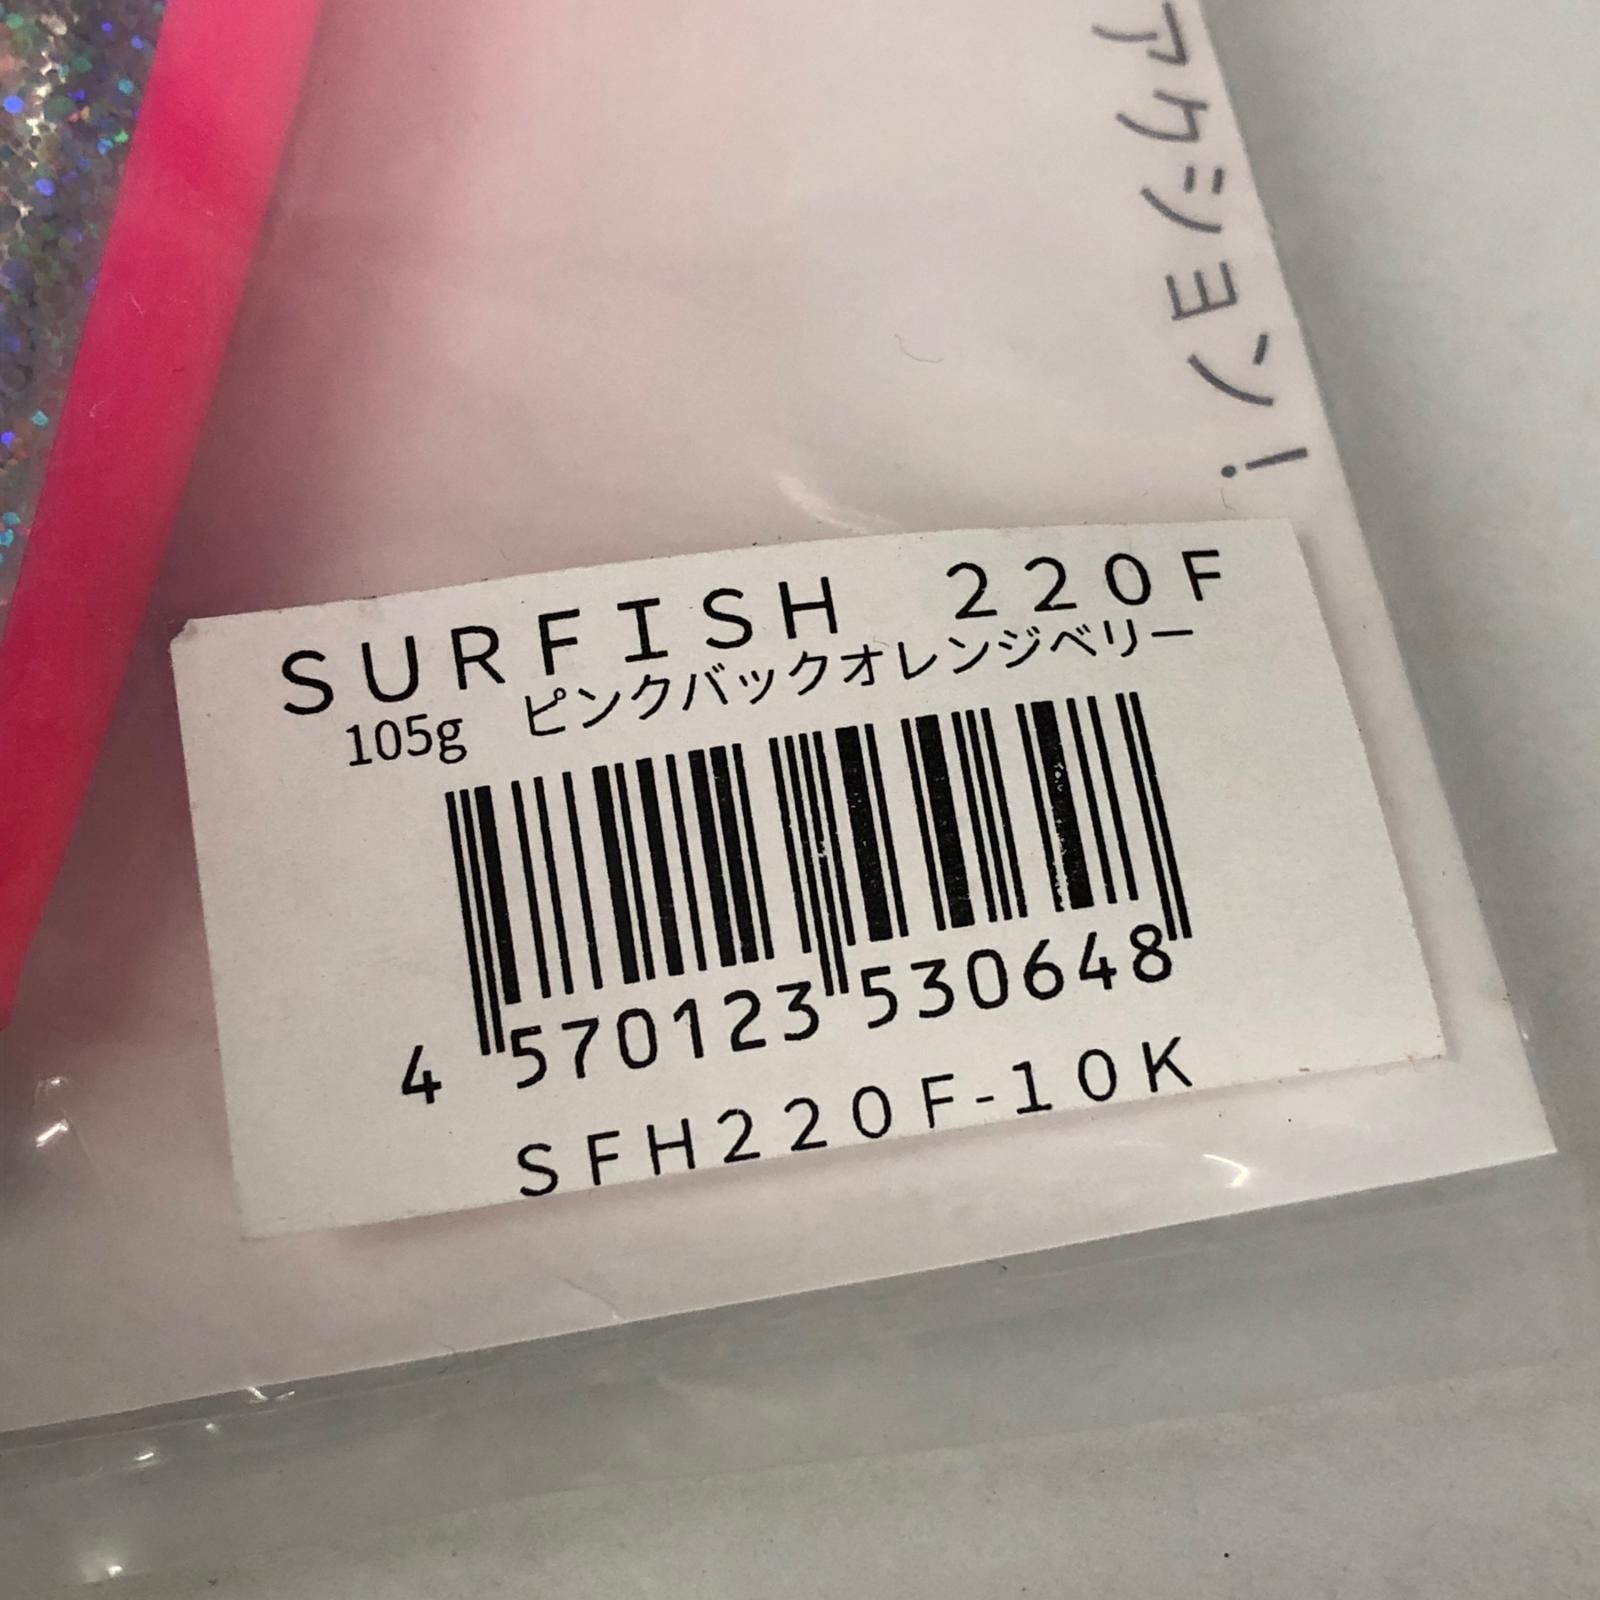 アクション!
SURFISH 220F
105g ピンクバックオレンジベリー
4 570123 530648
SFH220F-10K